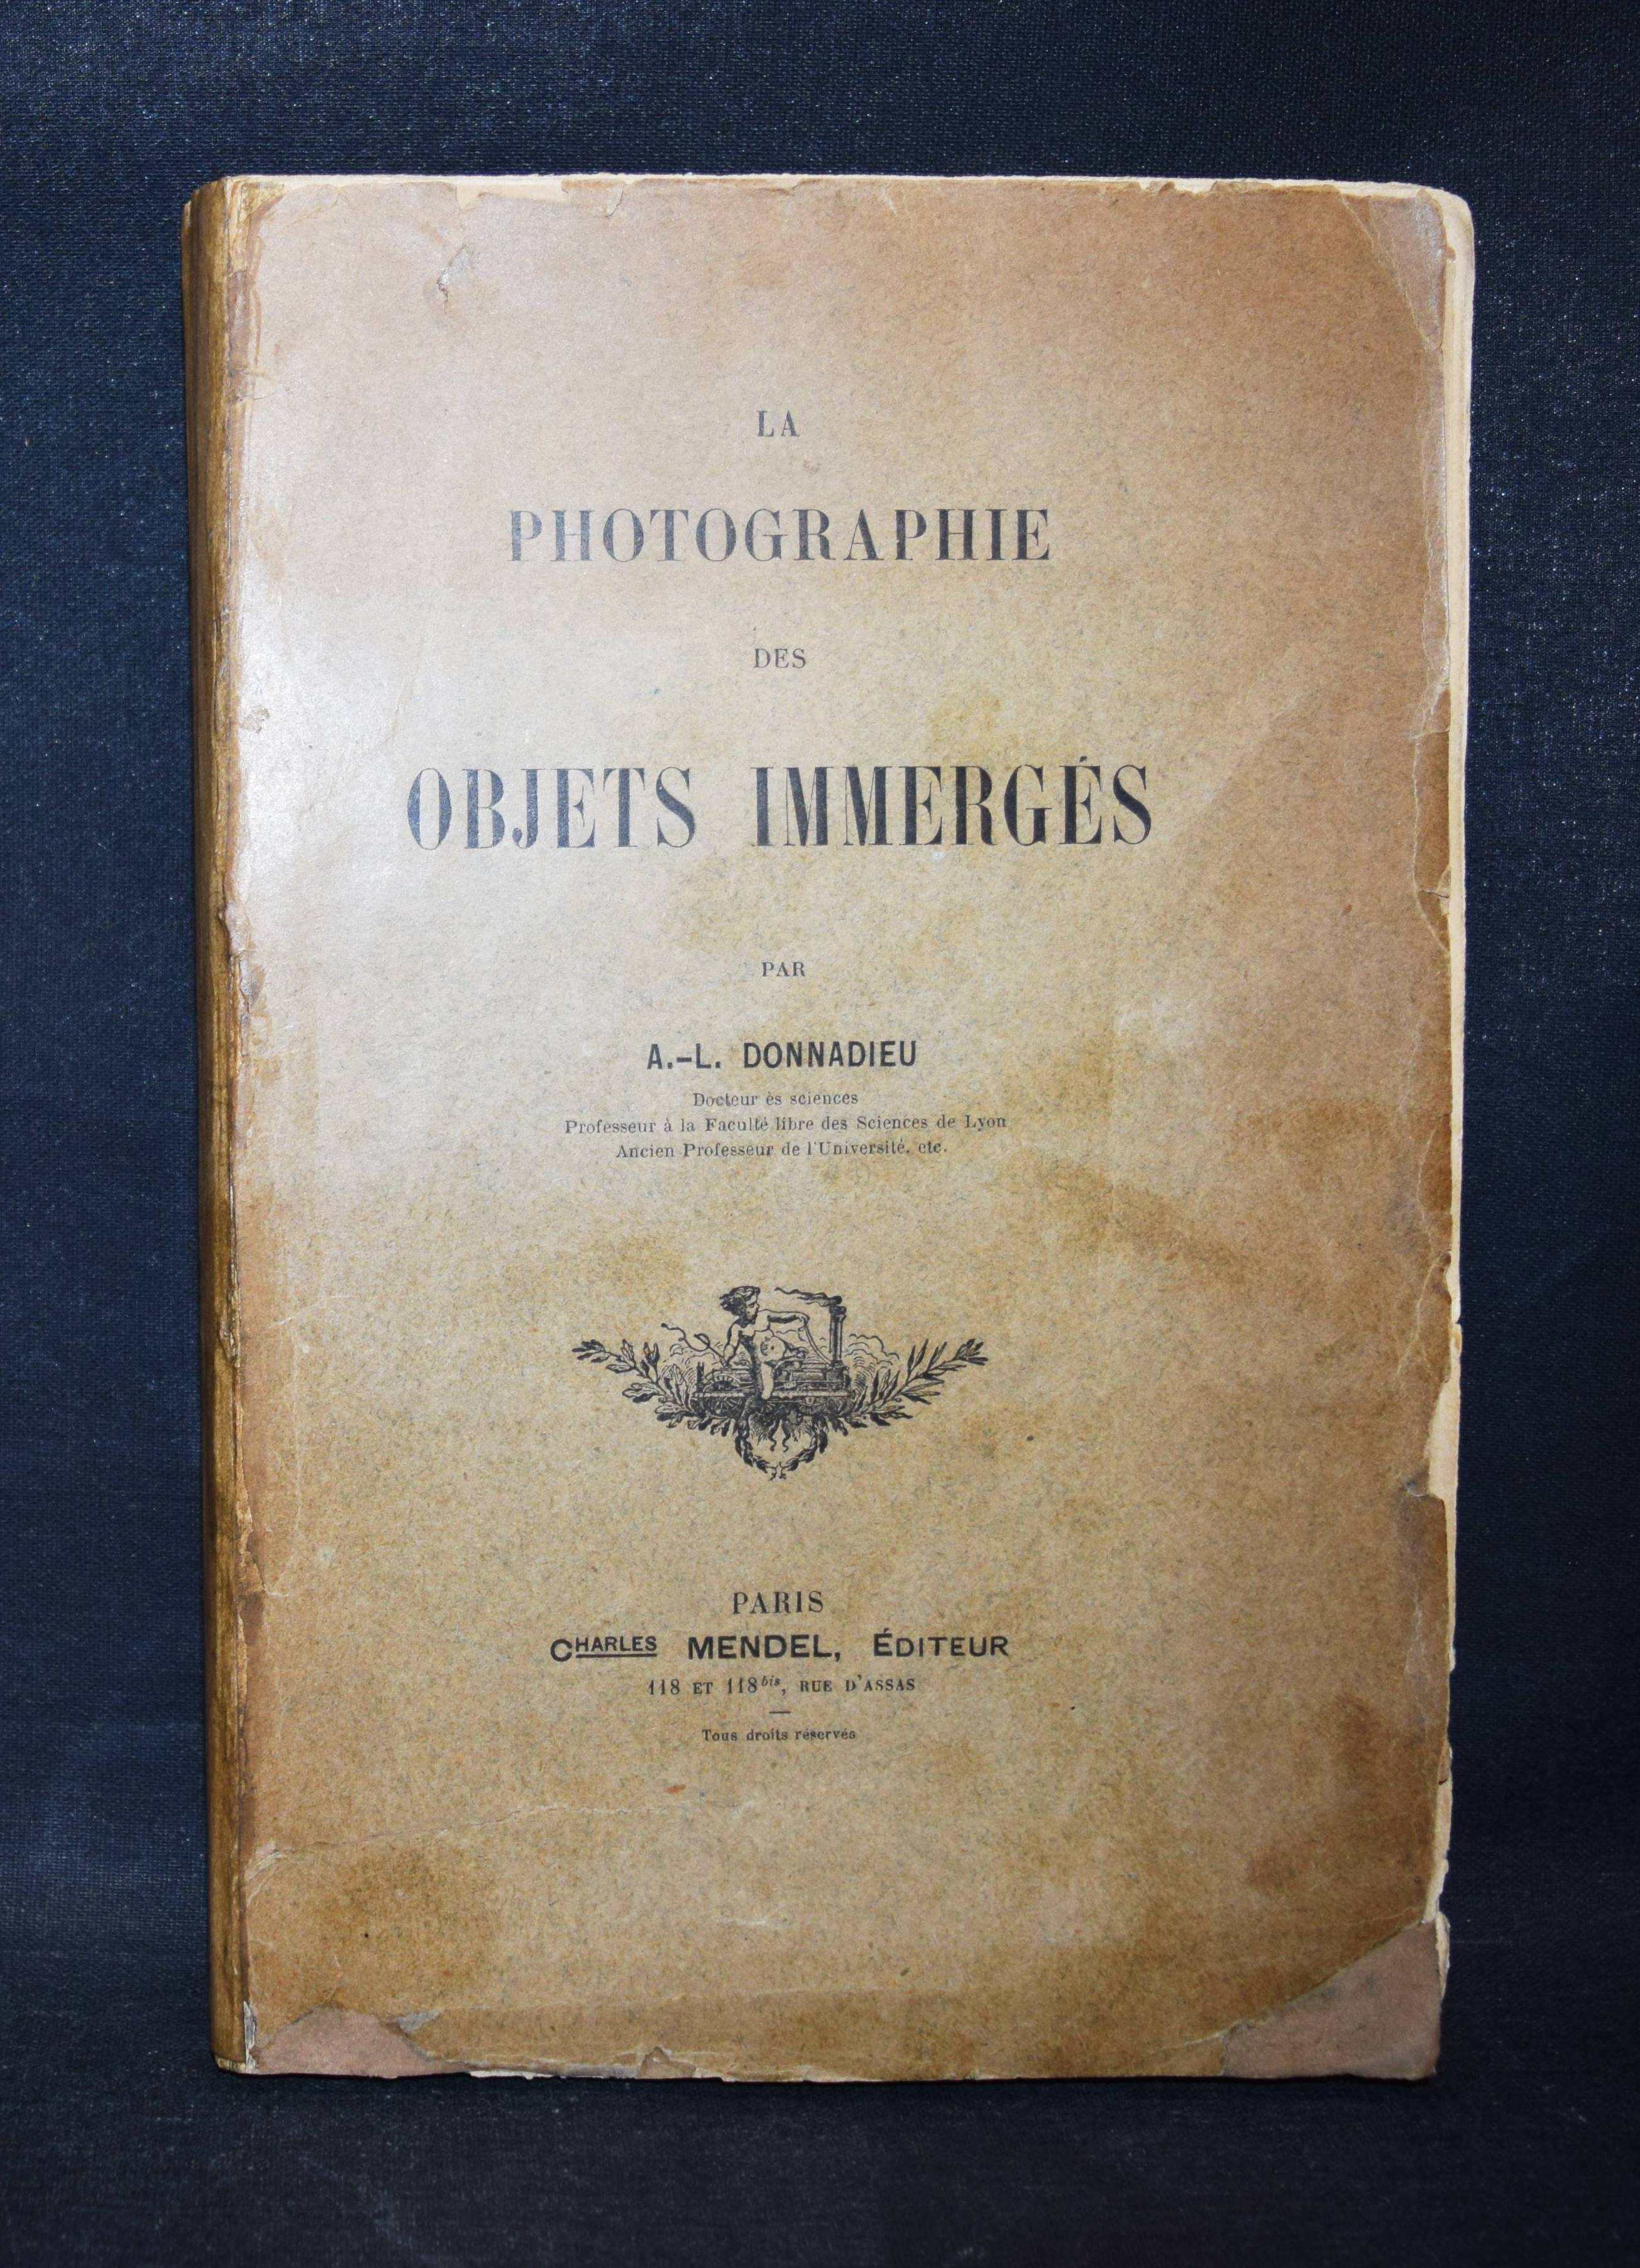 LA
PHOTOGRAPHIE
DES
OBJETS IMMERGÉS
PAR
A.-L. DONNADIEU
Docteur ès sciences
Professeur à la Faculté libre des Sciences de Lyon
Ancien Professeur de l'Université, etc.
PARIS
CHARLES MENDEL, ÉDITEUR
118 ET 118bis, RUE D'ASSAS
Tous droits réservés